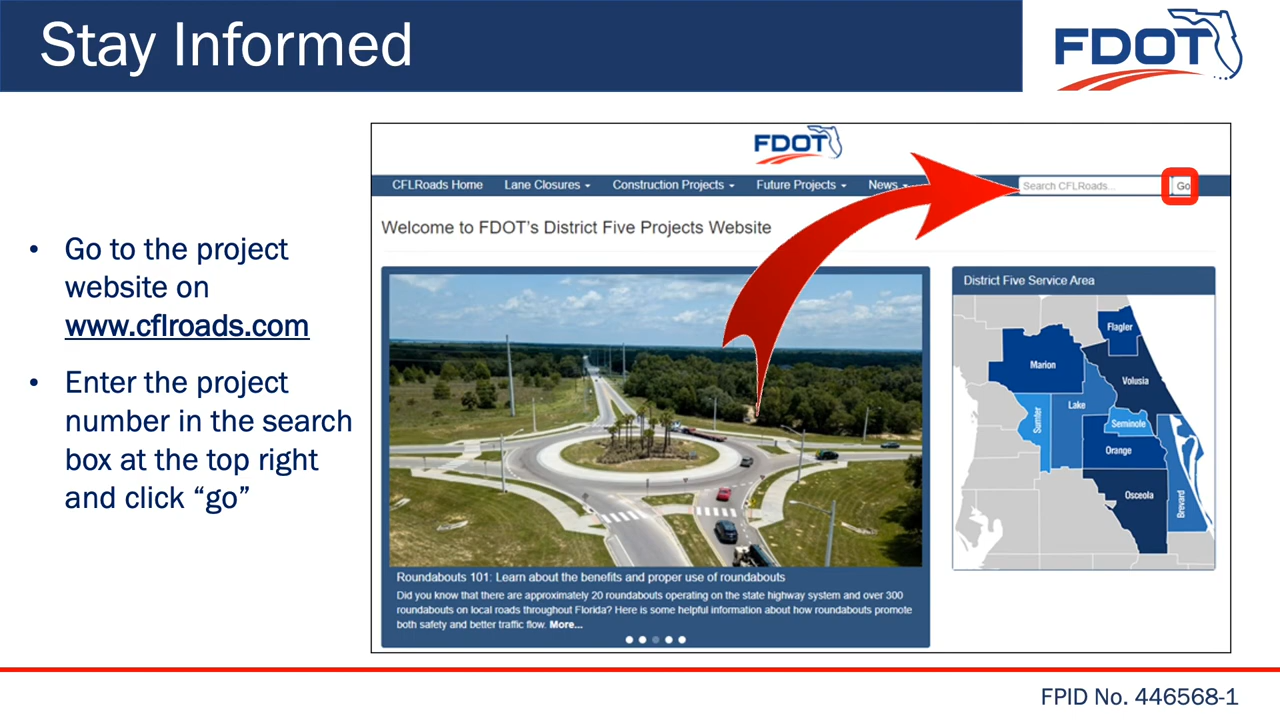 Stay Informed
FDOT
• Go to the project
website on
www.cflroads.com
• Enter the project
number in the search
box at the top right
and click “go”
FDOT
CFLRoads Home Lane Closures Construction Projects Future Projects News Search CFLRoads... Go
Welcome to FDOT's District Five Projects Website
District Five Service Area
Flagler
Marion
Volusia
Lake
Sumter
Seminole
Orange
Osceola
Brevard
Roundabouts 101: Learn about the benefits and proper use of roundabouts
Did you know that there are approximately 20 roundabouts operating on the state highway system and over 300
roundabouts on local roads throughout Florida? Here is some helpful information about how roundabouts promote
both safety and better traffic flow. More...
FPID No. 446568-1